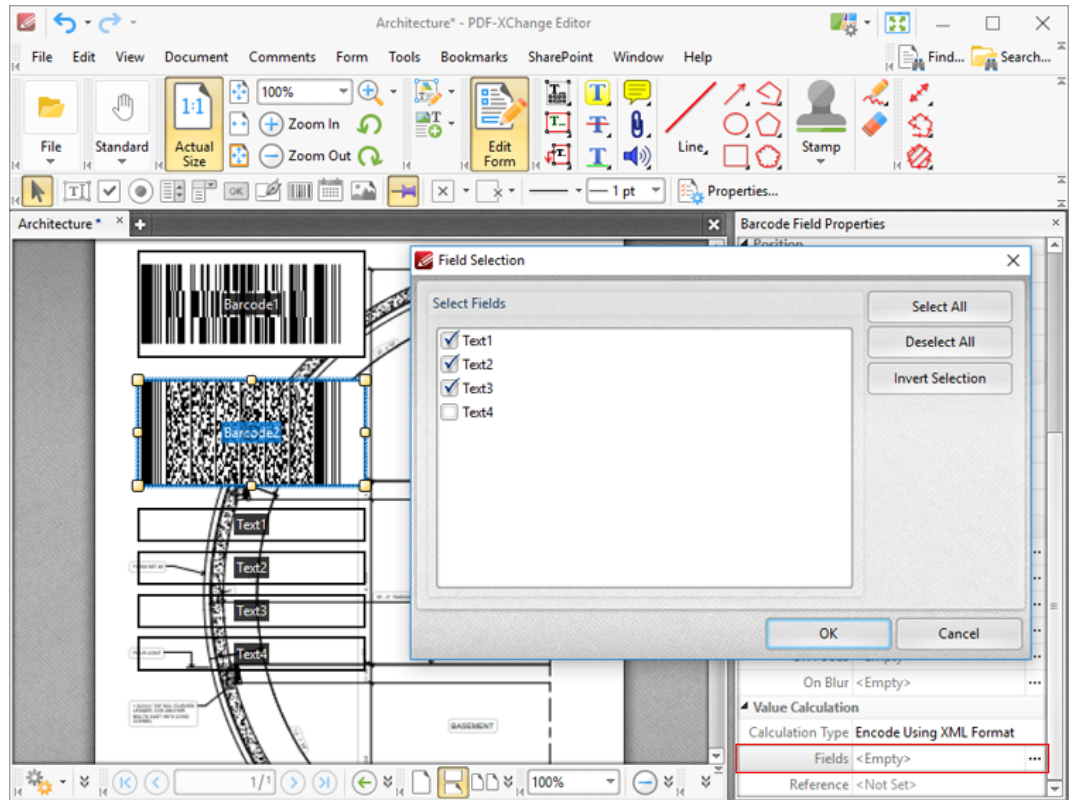 Architecture* - PDF-XChange Editor
File Edit View Document Comments Form Tools Bookmarks SharePoint Window Help
Find... Search...
File
Standard
1:1
Actual
Size
100%
Zoom In
Zoom Out
Edit
Form
Line
Stamp
OK
1 pt
Properties...
Architecture *
Barcode Field Properties
Position
Barcode1
Barcode2
Text1
Text2
Text3
Text4
BASEMENT
Field Selection
Select Fields
Text1
Text2
Text3
Text4
Select All
Deselect All
Invert Selection
OK
Cancel
On Blur <Empty>
Value Calculation
Calculation Type Encode Using XML Format
Fields <Empty>
Reference <Not Set>
1/1
100%